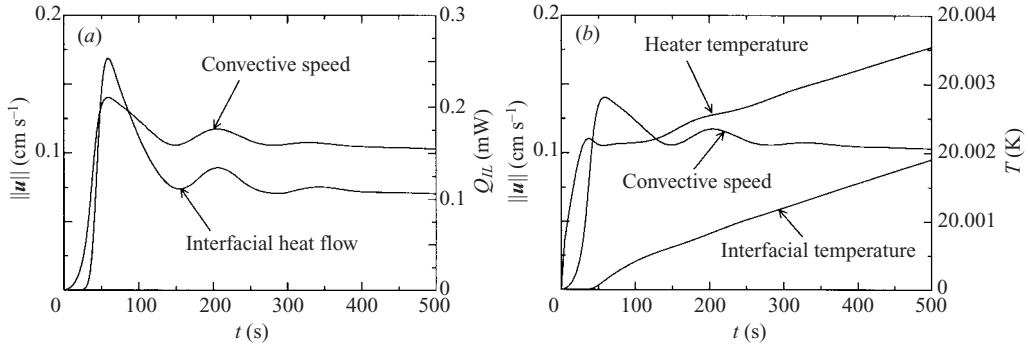 0.2
(a)
0.3
Convective speed
0.2
||u|| (cm s⁻¹)
0.1
Q_IL (mW)
0.1
Interfacial heat flow
0
0
0
100
200
300
400
500
t (s)
0.2
(b)
20.004
Heater temperature
20.003
||u|| (cm s⁻¹)
0.1
20.002
T (K)
Convective speed
20.001
Interfacial temperature
0
0
100
200
300
400
500
t (s)